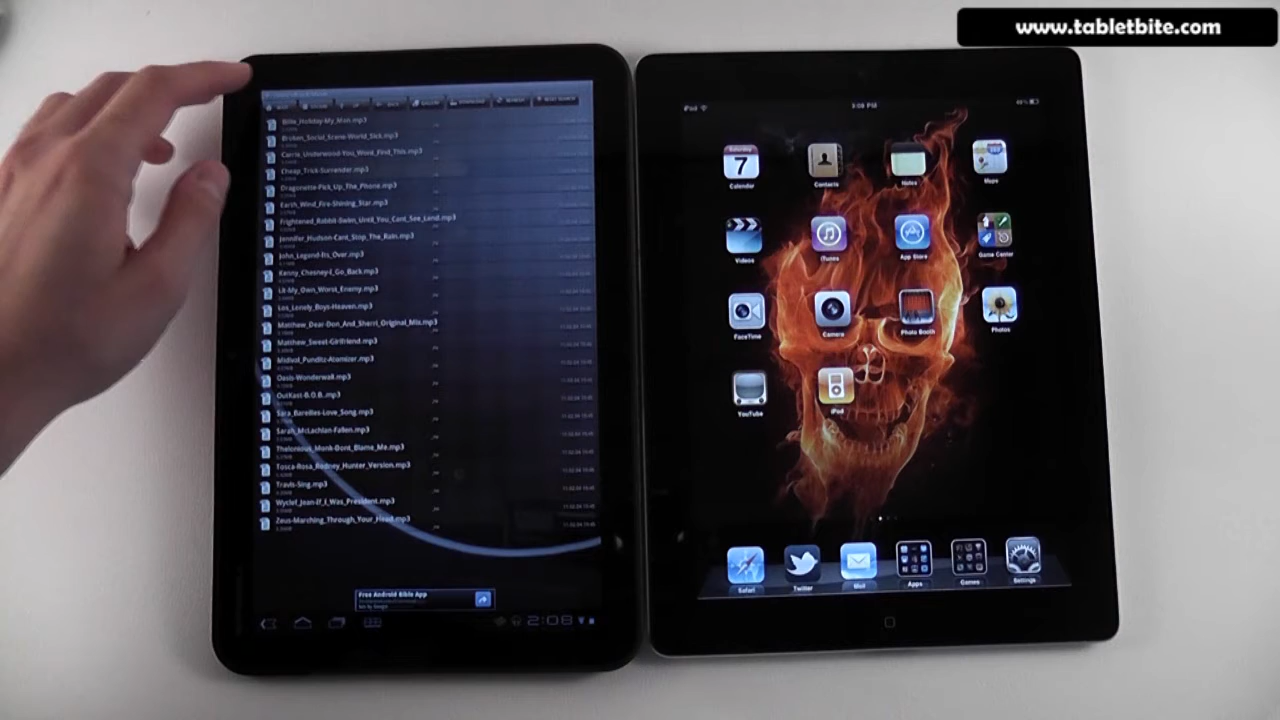 www.tabletbite.com
Billie_Holiday-My_Man.mp3
Broken_Social_Scene-World_Sick.mp3
Carrie_Underwood-You_Wont_Find_This.mp3
Cheap_Trick-Surrender.mp3
Dragonette-Pick_Up_The_Phone.mp3
Earth_Wind_Fire-Shining_Star.mp3
Frightened_Rabbit-Swim_Until_You_Cant_See_Land.mp3
Jennifer_Hudson-Cant_Stop_The_Rain.mp3
John_Legend-Its_Over.mp3
Kenny_Chesney-I_Go_Back.mp3
Lit-My_Own_Worst_Enemy.mp3
Los_Lonely_Boys-Heaven.mp3
Matthew_Dear-Don_And_Sherri_Original_Mix.mp3
Matthew_Sweet-Girlfriend.mp3
Midival_Punditz-Atomizer.mp3
Oasis-Wonderwall.mp3
OutKast-B.O.B..mp3
Sara_Bareilles-Love_Song.mp3
Sarah_McLachlan-Fallen.mp3
Thelonious_Monk-Dont_Blame_Me.mp3
Tosca-Rosa_Rodney_Hunter_Version.mp3
Travis-Sing.mp3
Wyclef_Jean-If_I_Was_President.mp3
Zeus-Marching_Through_Your_Head.mp3
Free Android Bible App
2:08
iPod
3:08 PM
Saturday
7
Calendar
Contacts
Notes
Maps
Videos
iTunes
App Store
Game Center
FaceTime
Camera
Photo Booth
Photos
YouTube
iPod
Safari
Twitter
Mail
Apps
Games
Settings